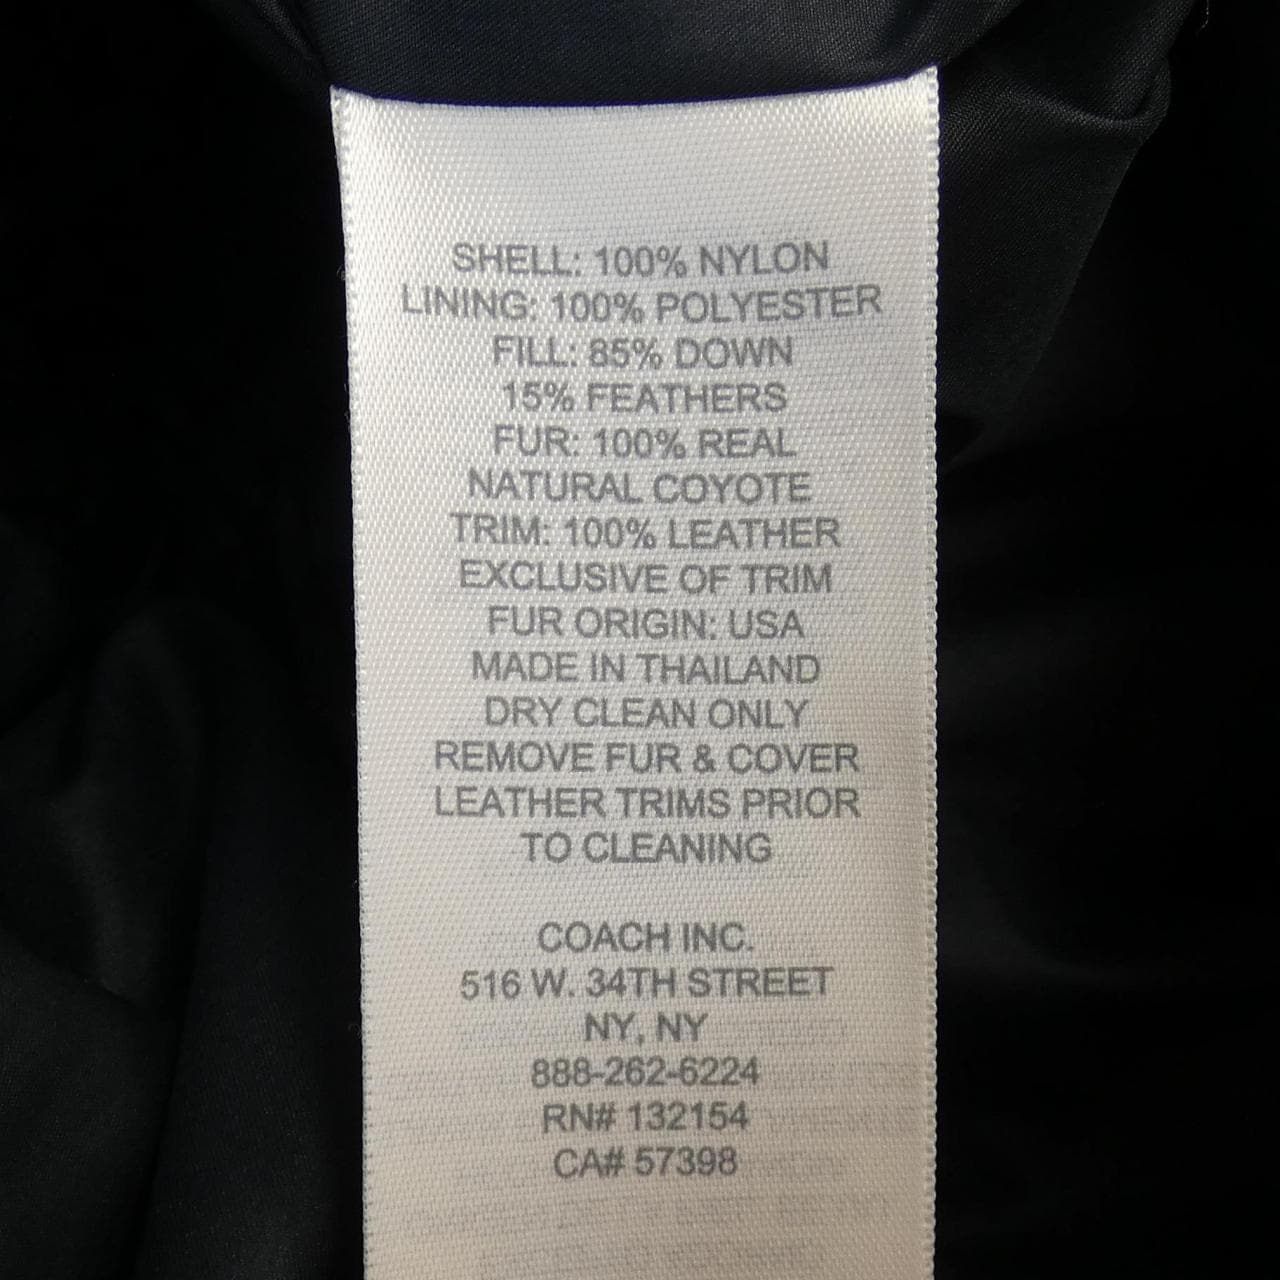 SHELL: 100% NYLON
LINING: 100% POLYESTER
FILL: 85% DOWN
15% FEATHERS
FUR: 100% REAL
NATURAL COYOTE
TRIM: 100% LEATHER
EXCLUSIVE OF TRIM
FUR ORIGIN: USA
MADE IN THAILAND
DRY CLEAN ONLY
REMOVE FUR & COVER
LEATHER TRIMS PRIOR
TO CLEANING
COACH INC.
516 W. 34TH STREET
NY, NY
888-262-6224
RN# 132154
CA# 57398